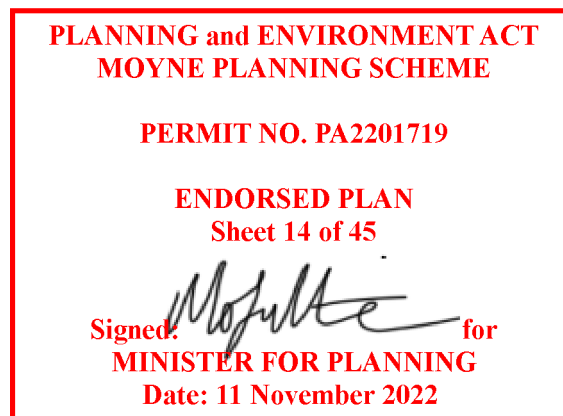 PLANNING and ENVIRONMENT ACT
MOYNE PLANNING SCHEME
PERMIT NO. PA2201719
ENDORSED PLAN
Sheet 14 of 45
Signed: for
MINISTER FOR PLANNING
Date: 11 November 2022